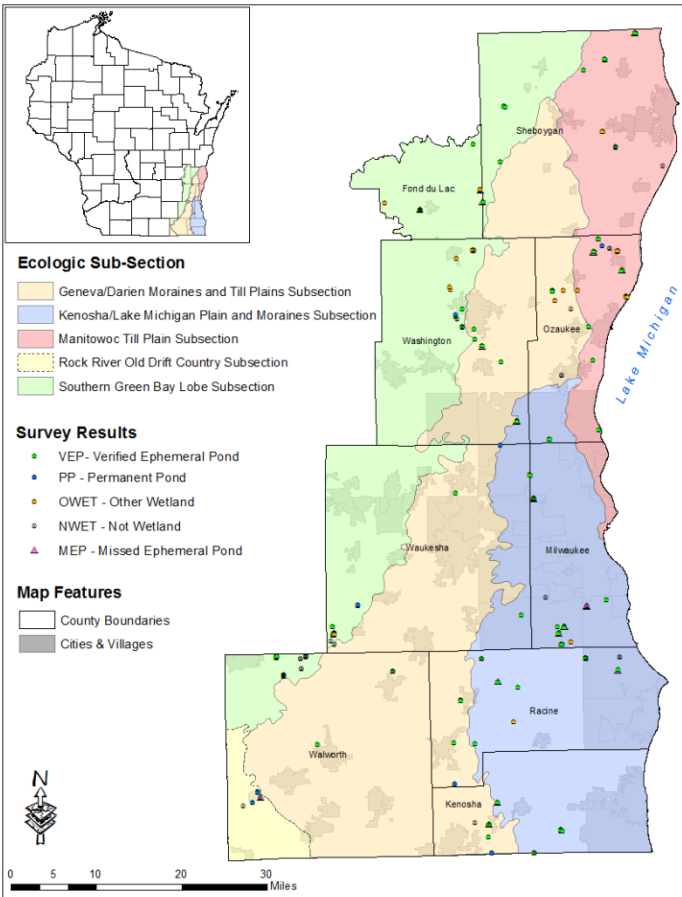 Ecologic Sub-Section
Geneva/Darien Moraines and Till Plains Subsection
Kenosha/Lake Michigan Plain and Moraines Subsection
Manitowoc Till Plain Subsection
Rock River Old Drift Country Subsection
Southern Green Bay Lobe Subsection
Survey Results
VEP- Verified Ephemeral Pond
PP - Permanent Pond
OWET - Other Wetland
NWET - Not Wetland
MEP - Missed Ephemeral Pond
Map Features
County Boundaries
Cities & Villages
N
0 5 10 20 30
Miles
Sheboygan
Fond du Lac
Washington
Ozaukee
Lake Michigan
Waukesha
Milwaukee
Racine
Walworth
Kenosha